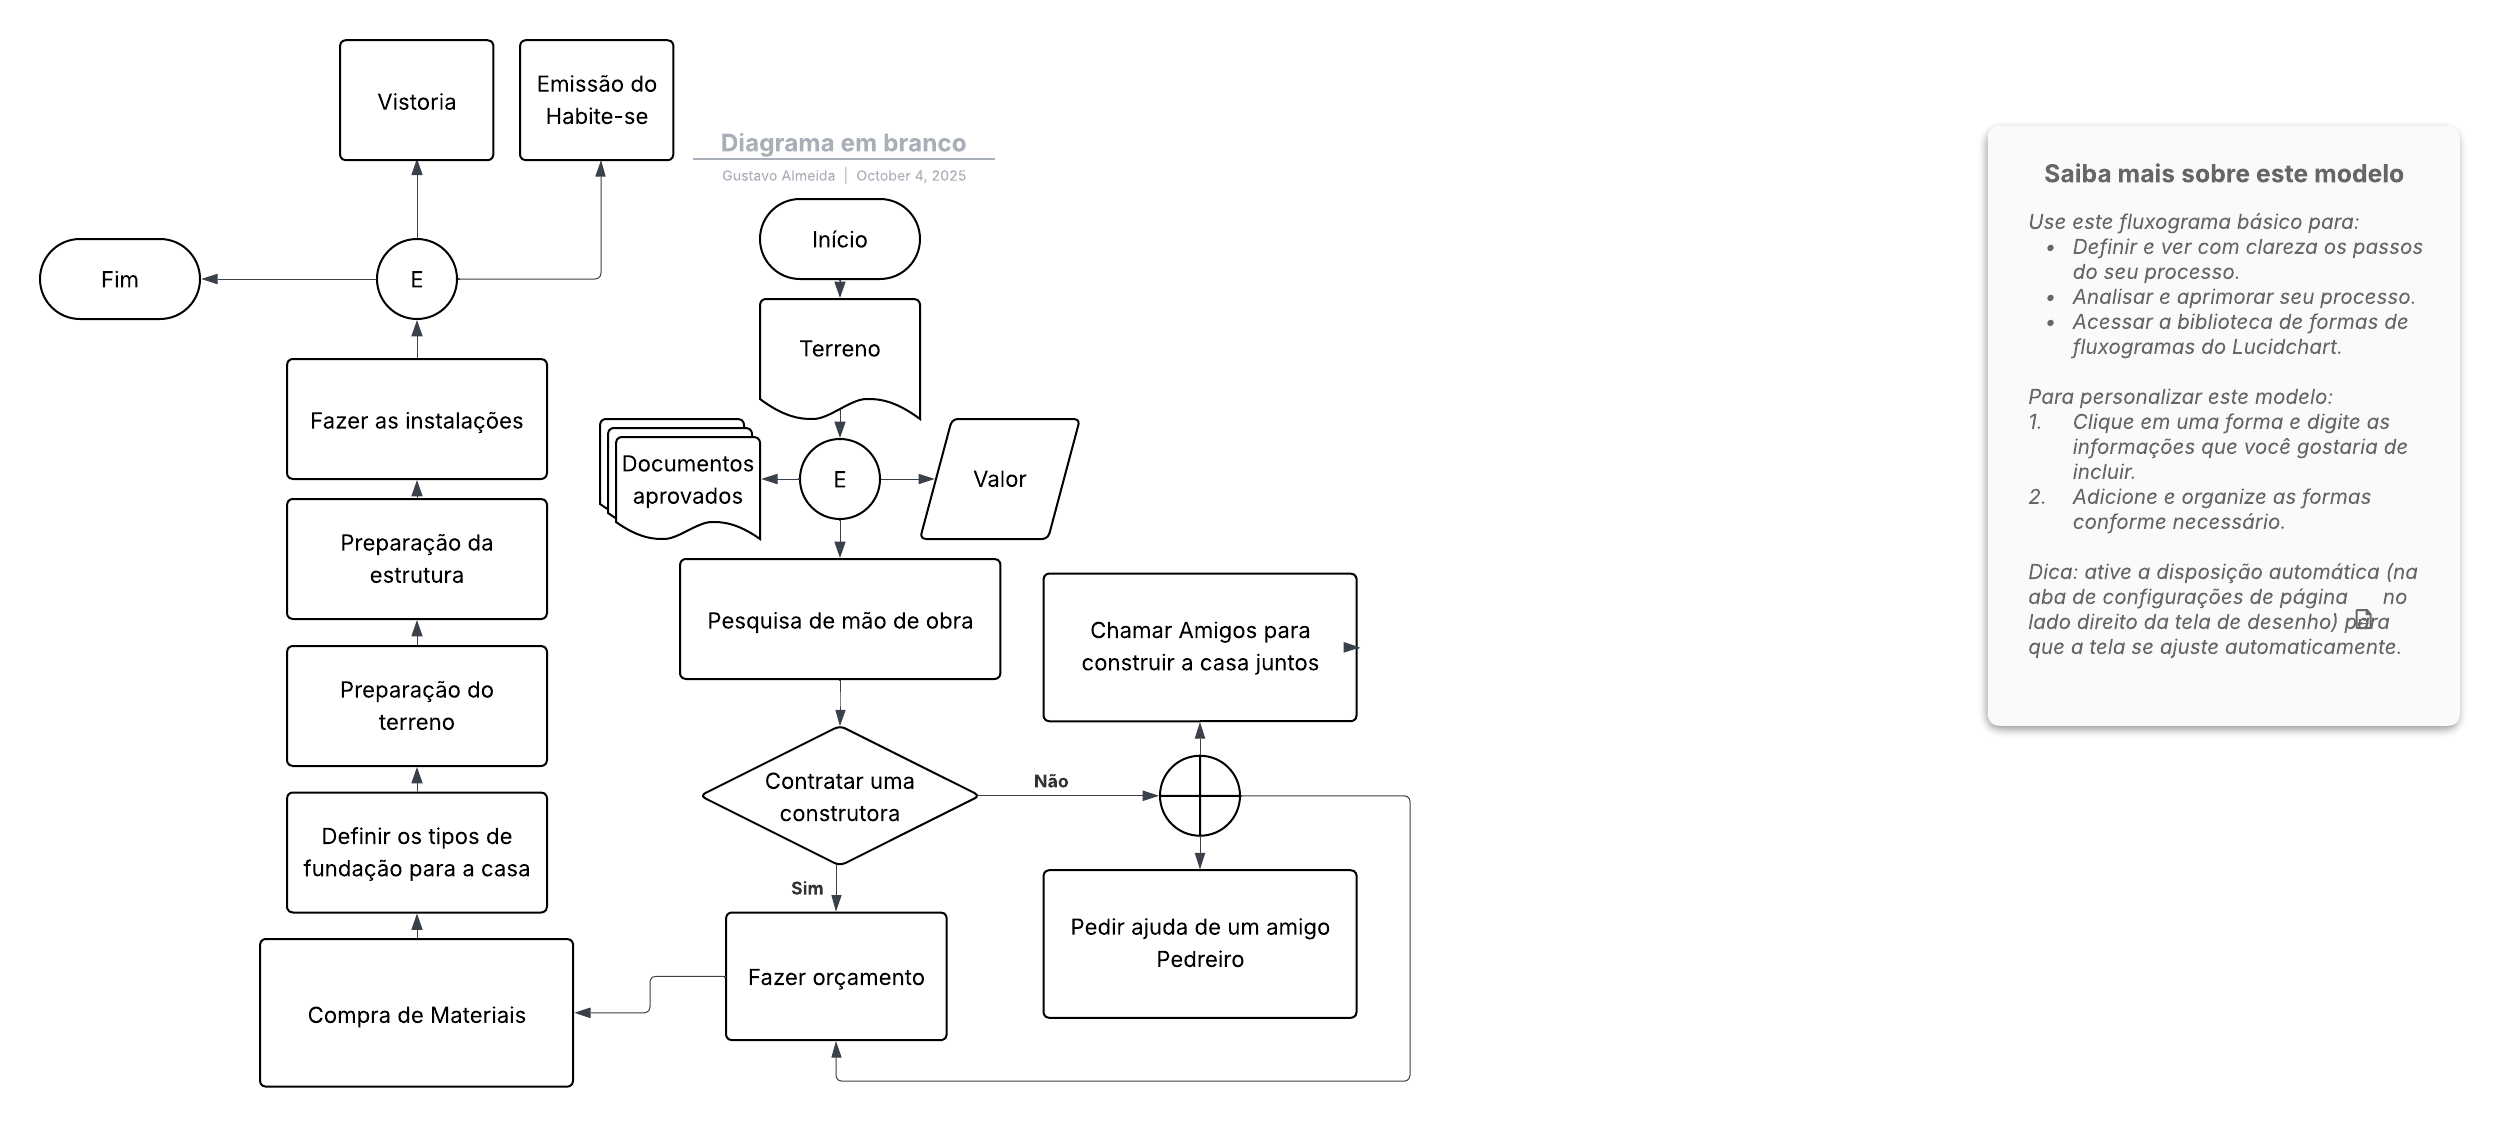 Vistoria
Emissão do
Habite-se
Diagrama em branco
Gustavo Almeida | October 4, 2025
Início
Fim
E
Terreno
Fazer as instalações
Documentos
aprovados
E
Valor
Preparação da
estrutura
Pesquisa de mão de obra
Chamar Amigos para
construir a casa juntos
Preparação do
terreno
Contratar uma
construtora
Não
Definir os tipos de
fundação para a casa
Sim
Pedir ajuda de um amigo
Pedreiro
Fazer orçamento
Compra de Materiais
Saiba mais sobre este modelo
Use este fluxograma básico para:
• Definir e ver com clareza os passos
do seu processo.
• Analisar e aprimorar seu processo.
• Acessar a biblioteca de formas de
fluxogramas do Lucidchart.
Para personalizar este modelo:
1. Clique em uma forma e digite as
informações que você gostaria de
incluir.
2. Adicione e organize as formas
conforme necessário.
Dica: ative a disposição automática (na
aba de configurações de página no
lado direito da tela de desenho) para
que a tela se ajuste automaticamente.